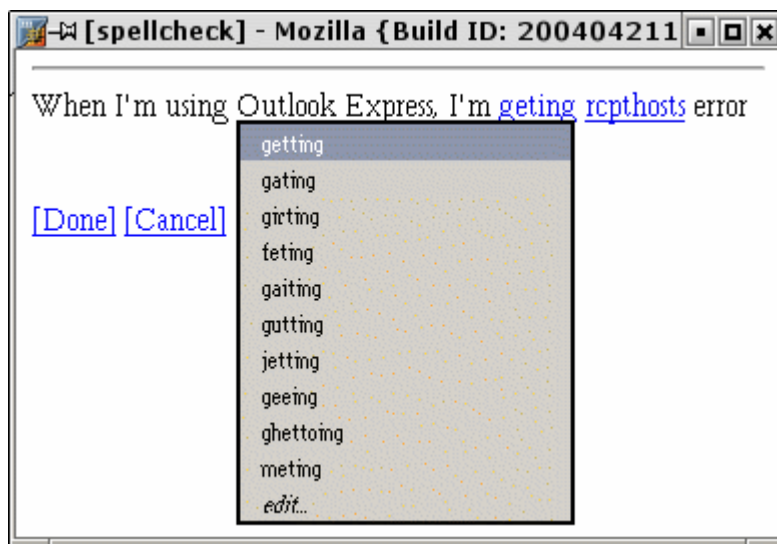 [spellcheck] - Mozilla {Build ID: 200404211
When I'm using Outlook Express, I'm geting rcpthosts error
[Done] [Cancel]
getting
gating
girting
feting
gaiting
gutting
jetting
geeing
ghettoing
meting
edit...